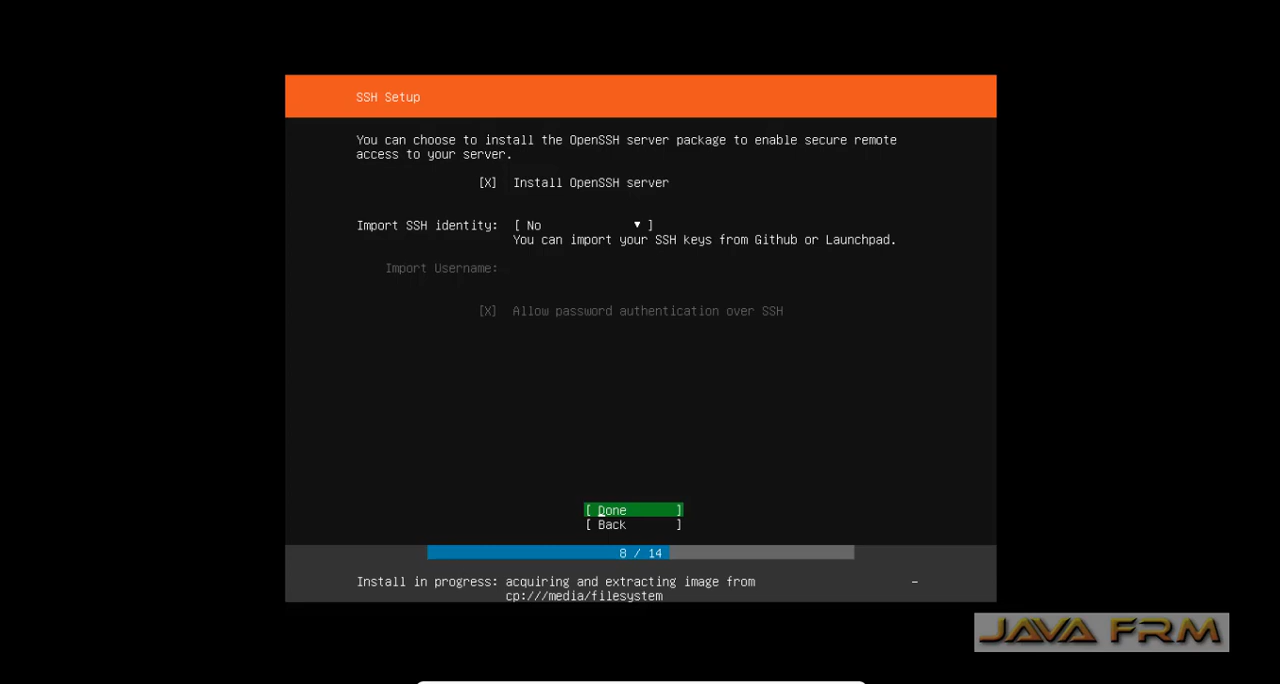 SSH Setup
You can choose to install the OpenSSH server package to enable secure remote
access to your server.
[X] Install OpenSSH server
Import SSH identity: [ No ▼ ]
You can import your SSH keys from Github or Launchpad.
Import Username:
[X] Allow password authentication over SSH
[ Done ]
[ Back ]
8 / 14
Install in progress: acquiring and extracting image from -
cp:///media/filesystem
JAVA FRM